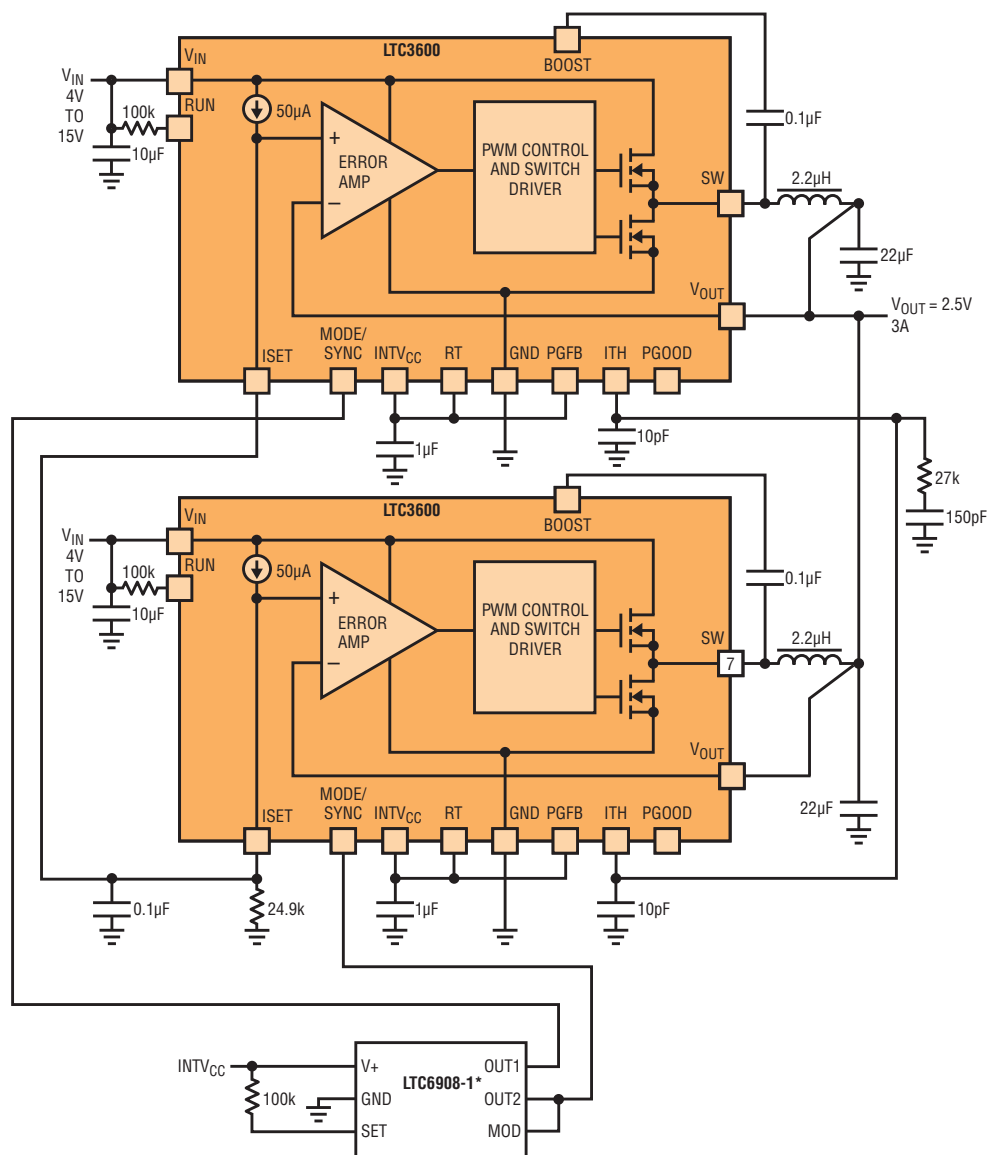 LTC3600
BOOST
VIN
VIN
4V
TO
15V
100k
RUN
10µF
50µA
+
ERROR
AMP
–
PWM CONTROL
AND SWITCH
DRIVER
0.1µF
SW
2.2µH
22µF
VOUT
VOUT = 2.5V
3A
ISET
MODE/
SYNC
INTVCC
RT
GND
PGFB
ITH
PGOOD
1µF
10pF
27k
150pF
LTC3600
BOOST
VIN
VIN
4V
TO
15V
100k
RUN
10µF
50µA
+
ERROR
AMP
–
PWM CONTROL
AND SWITCH
DRIVER
0.1µF
SW
7
2.2µH
VOUT
22µF
ISET
MODE/
SYNC
INTVCC
RT
GND
PGFB
ITH
PGOOD
0.1µF
24.9k
1µF
10pF
INTVCC
100k
V+
GND
SET
LTC6908-1*
OUT1
OUT2
MOD